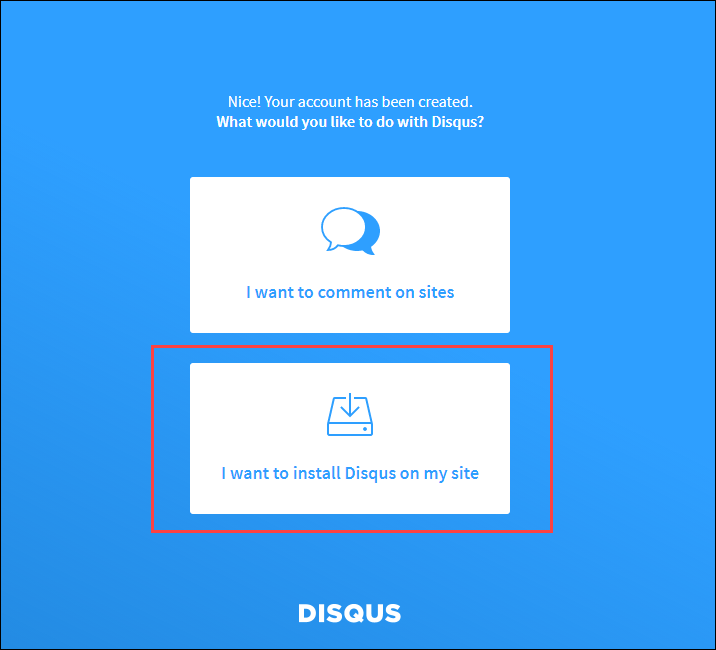 Nice! Your account has been created.
What would you like to do with Disqus?
I want to comment on sites
I want to install Disqus on my site
DISQUS